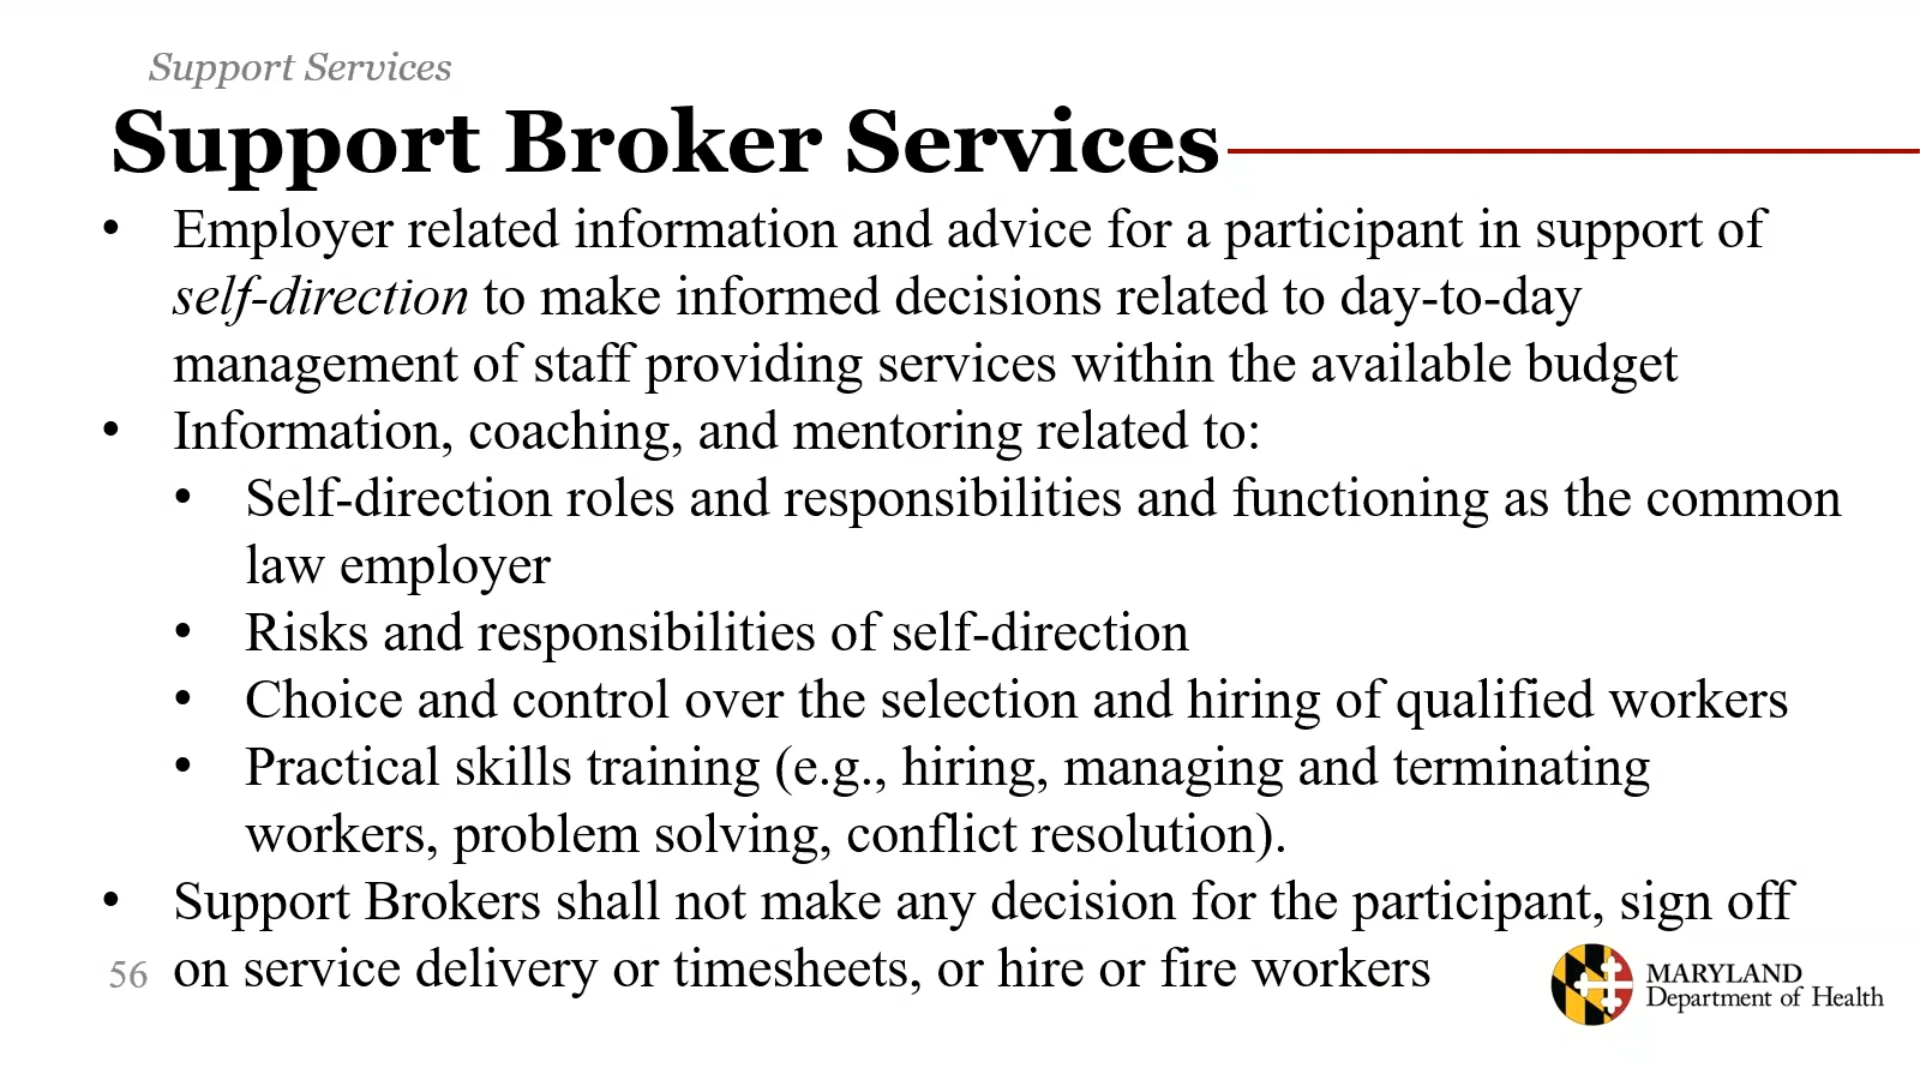 Support Services
Support Broker Services
• Employer related information and advice for a participant in support of
self-direction to make informed decisions related to day-to-day
management of staff providing services within the available budget
• Information, coaching, and mentoring related to:
• Self-direction roles and responsibilities and functioning as the common
law employer
• Risks and responsibilities of self-direction
• Choice and control over the selection and hiring of qualified workers
• Practical skills training (e.g., hiring, managing and terminating
workers, problem solving, conflict resolution).
• Support Brokers shall not make any decision for the participant, sign off
on service delivery or timesheets, or hire or fire workers
56
MARYLAND
Department of Health